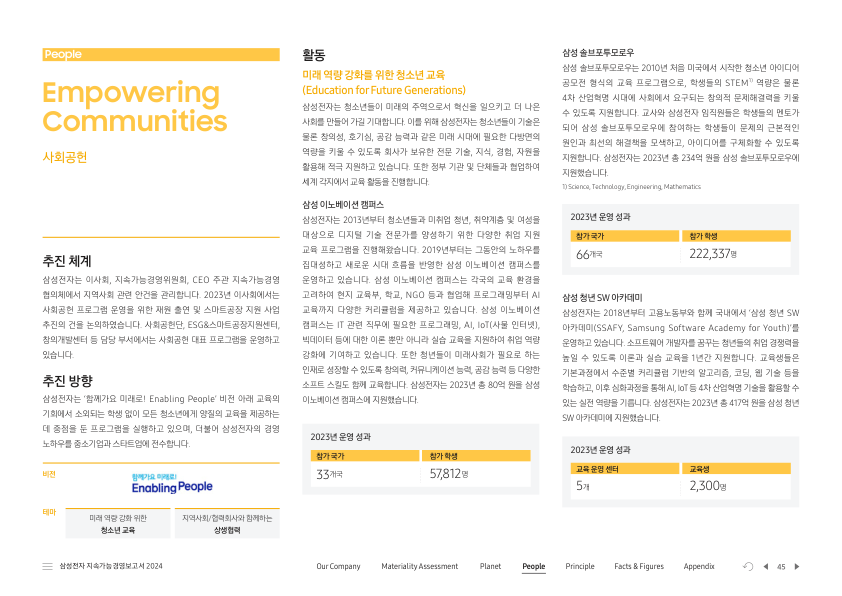 People
Empowering
Communities
사회공헌
추진 체계
삼성전자는 이사회, 지속가능경영위원회, CEO 주관 지속가능경영
협의체에서 지역사회 관련 안건을 관리합니다. 2023년 이사회에서는
사회공헌 프로그램 운영을 위한 재원 출연 및 스마트공장 지원 사업
추진의 건을 논의하였습니다. 사회공헌단, ESG&스마트공장지원센터,
창의개발센터 등 담당 부서에서는 사회공헌 대표 프로그램을 운영하고
있습니다.
추진 방향
삼성전자는 ‘함께가요 미래로! Enabling People’ 비전 아래 교육의
기회에서 소외되는 학생 없이 모든 청소년에게 양질의 교육을 제공하는
데 중점을 둔 프로그램을 실행하고 있으며, 더불어 삼성전자의 경영
노하우를 중소기업과 스타트업에 전수합니다.
비전
함께가요 미래로!
Enabling People
테마
미래 역량 강화 위한
청소년 교육
지역사회/협력회사와 함께하는
상생협력
활동
미래 역량 강화를 위한 청소년 교육
(Education for Future Generations)
삼성전자는 청소년들이 미래의 주역으로서 혁신을 일으키고 더 나은
사회를 만들어 가길 기대합니다. 이를 위해 삼성전자는 청소년들이 기술은
물론 창의성, 호기심, 공감 능력과 같은 미래 시대에 필요한 다방면의
역량을 키울 수 있도록 회사가 보유한 전문 기술, 지식, 경험, 자원을
활용해 적극 지원하고 있습니다. 또한 정부 기관 및 단체들과 협업하여
세계 각지에서 교육 활동을 진행합니다.
삼성 이노베이션 캠퍼스
삼성전자는 2013년부터 청소년들과 미취업 청년, 취약계층 및 여성을
대상으로 디지털 기술 전문가를 양성하기 위한 다양한 취업 지원
교육 프로그램을 진행해왔습니다. 2019년부터는 그동안의 노하우를
집대성하고 새로운 시대 흐름을 반영한 삼성 이노베이션 캠퍼스를
운영하고 있습니다. 삼성 이노베이션 캠퍼스는 각국의 교육 환경을
고려하여 현지 교육부, 학교, NGO 등과 협업해 프로그래밍부터 AI
교육까지 다양한 커리큘럼을 제공하고 있습니다. 삼성 이노베이션
캠퍼스는 IT 관련 직무에 필요한 프로그래밍, AI, IoT(사물 인터넷),
빅데이터 등에 대한 이론 뿐만 아니라 실습 교육을 지원하여 취업 역량
강화에 기여하고 있습니다. 또한 청년들이 미래사회가 필요로 하는
인재로 성장할 수 있도록 창의력, 커뮤니케이션 능력, 공감 능력 등 다양한
소프트 스킬도 함께 교육합니다. 삼성전자는 2023년 총 80억 원을 삼성
이노베이션 캠퍼스에 지원했습니다.
2023년 운영 성과
참가 국가
참가 학생
33개국
57,812명
삼성 솔브포투모로우
삼성 솔브포투모로우는 2010년 처음 미국에서 시작한 청소년 아이디어
공모전 형식의 교육 프로그램으로, 학생들의 STEM1) 역량은 물론
4차 산업혁명 시대에 사회에서 요구되는 창의적 문제해결력을 키울
수 있도록 지원합니다. 교사와 삼성전자 임직원들은 학생들의 멘토가
되어 삼성 솔브포투모로우에 참여하는 학생들이 문제의 근본적인
원인과 최선의 해결책을 모색하고, 아이디어를 구체화할 수 있도록
지원합니다. 삼성전자는 2023년 총 234억 원을 삼성 솔브포투모로우에
지원했습니다.
1) Science, Technology, Engineering, Mathematics
2023년 운영 성과
참가 국가
참가 학생
66개국
222,337명
삼성 청년 SW 아카데미
삼성전자는 2018년부터 고용노동부와 함께 국내에서 ‘삼성 청년 SW
아카데미(SSAFY, Samsung Software Academy for Youth)’를
운영하고 있습니다. 소프트웨어 개발자를 꿈꾸는 청년들의 취업 경쟁력을
높일 수 있도록 이론과 실습 교육을 1년간 지원합니다. 교육생들은
기본과정에서 수준별 커리큘럼 기반의 알고리즘, 코딩, 웹 기술 등을
학습하고, 이후 심화과정을 통해 AI, IoT 등 4차 산업혁명 기술을 활용할 수
있는 실전 역량을 기릅니다. 삼성전자는 2023년 총 417억 원을 삼성 청년
SW 아카데미에 지원했습니다.
2023년 운영 성과
교육 운영 센터
교육생
5개
2,300명
삼성전자 지속가능경영보고서 2024
Our Company
Materiality Assessment
Planet
People
Principle
Facts & Figures
Appendix
45